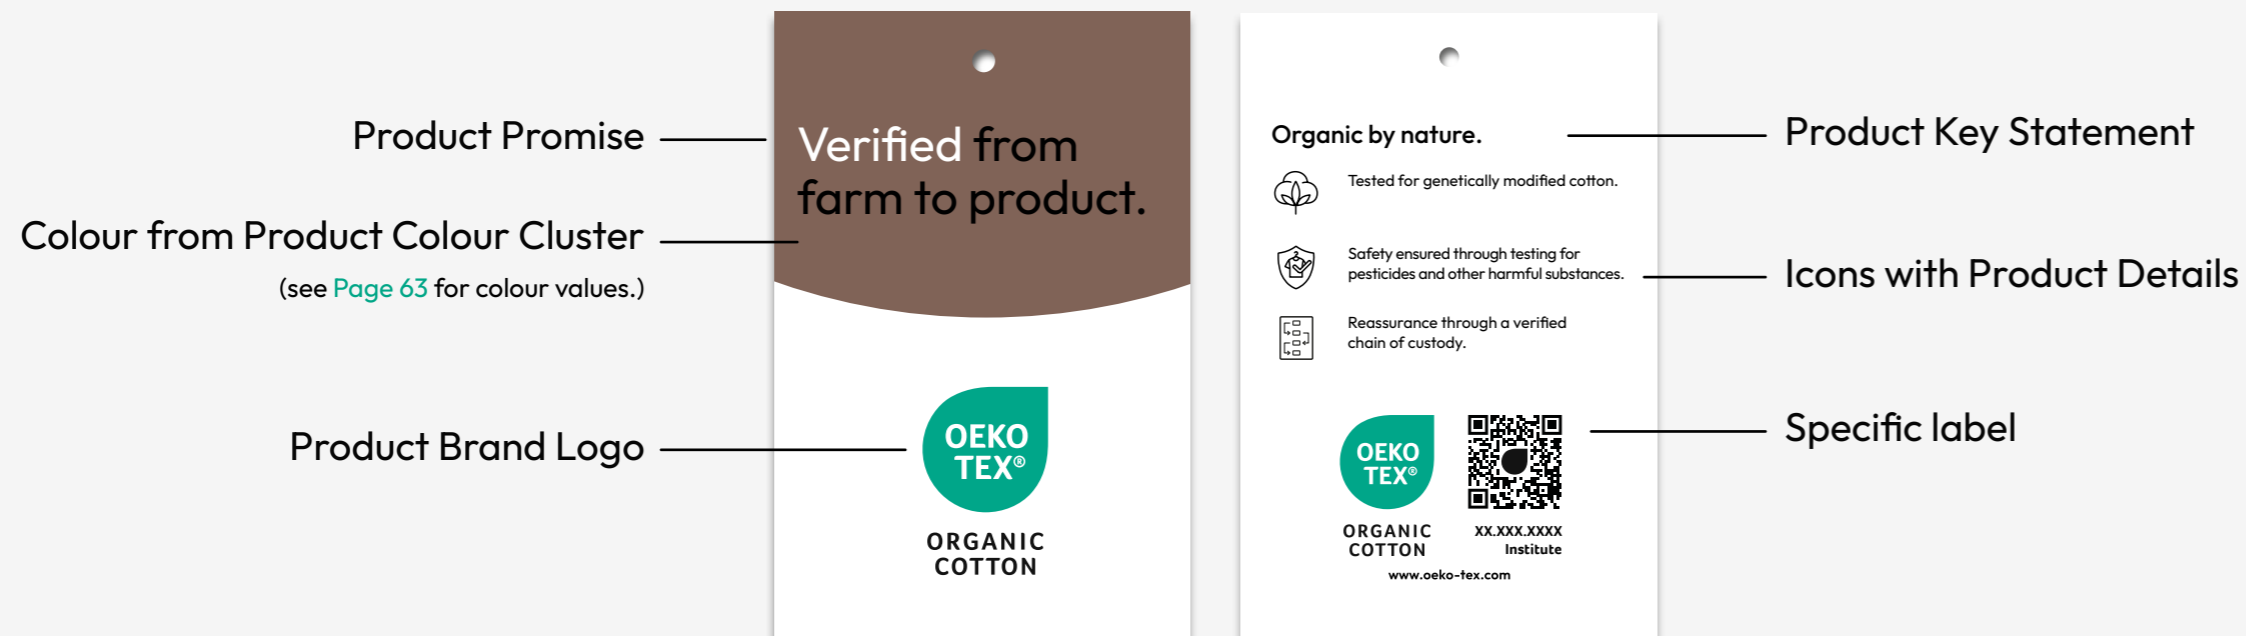 Product Promise
Colour from Product Colour Cluster
(see Page 63 for colour values.)
Product Brand Logo
Verified from
farm to product.
OEKO
TEX®
ORGANIC
COTTON
Organic by nature.
Tested for genetically modified cotton.
Safety ensured through testing for
pesticides and other harmful substances.
Reassurance through a verified
chain of custody.
OEKO
TEX®
ORGANIC
COTTON
XX.XXX.XXXX
Institute
www.oeko-tex.com
Product Key Statement
Icons with Product Details
Specific label